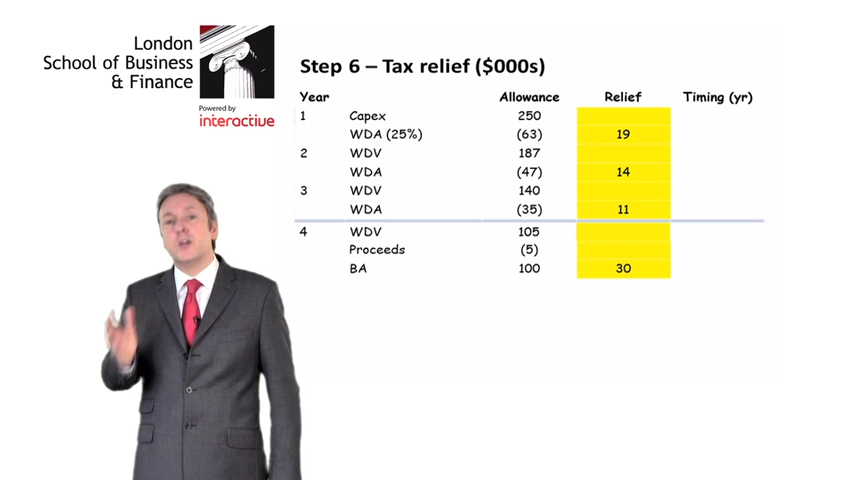 London
School of Business
& Finance
Powered by
interactive
Step 6 – Tax relief ($000s)
Year Allowance Relief Timing (yr)
1 Capex 250
WDA (25%) (63) 19
2 WDV 187
WDA (47) 14
3 WDV 140
WDA (35) 11
4 WDV 105
Proceeds (5)
BA 100 30